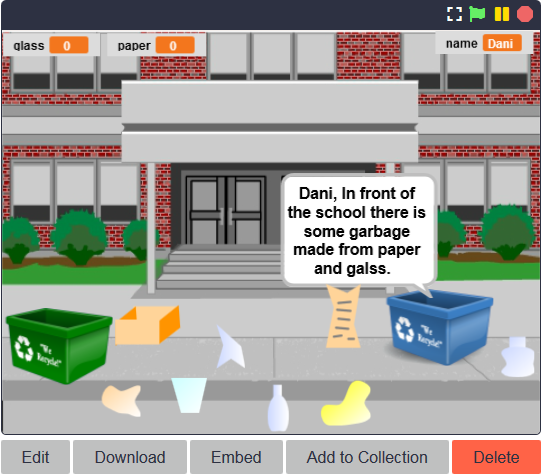 glass 0 paper 0 name Dani
Dani, In front of
the school there is
some garbage
made from paper
and galss.
"We
Recycle"
"We
Recycle"
Edit Download Embed Add to Collection Delete